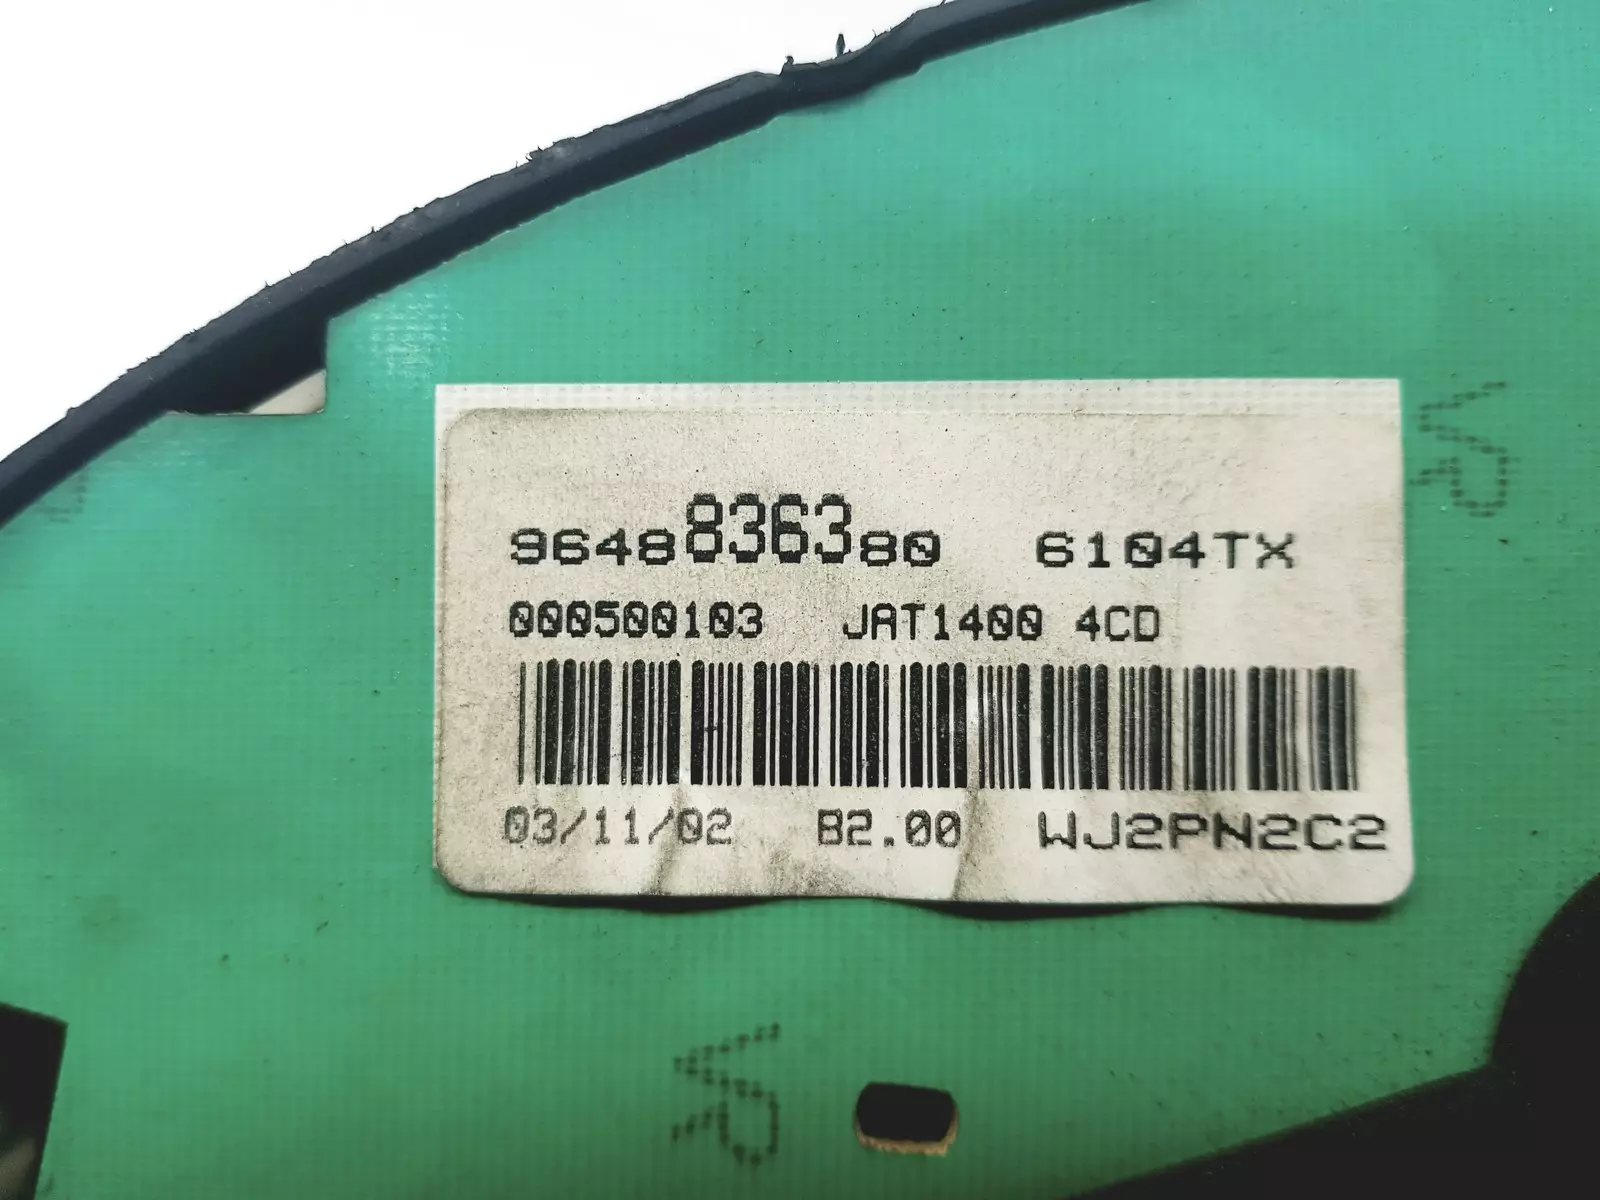 9648836380 6104TX
000500103 JAT1400 4CD
03/11/02 B2.00 WJ2PN2C2